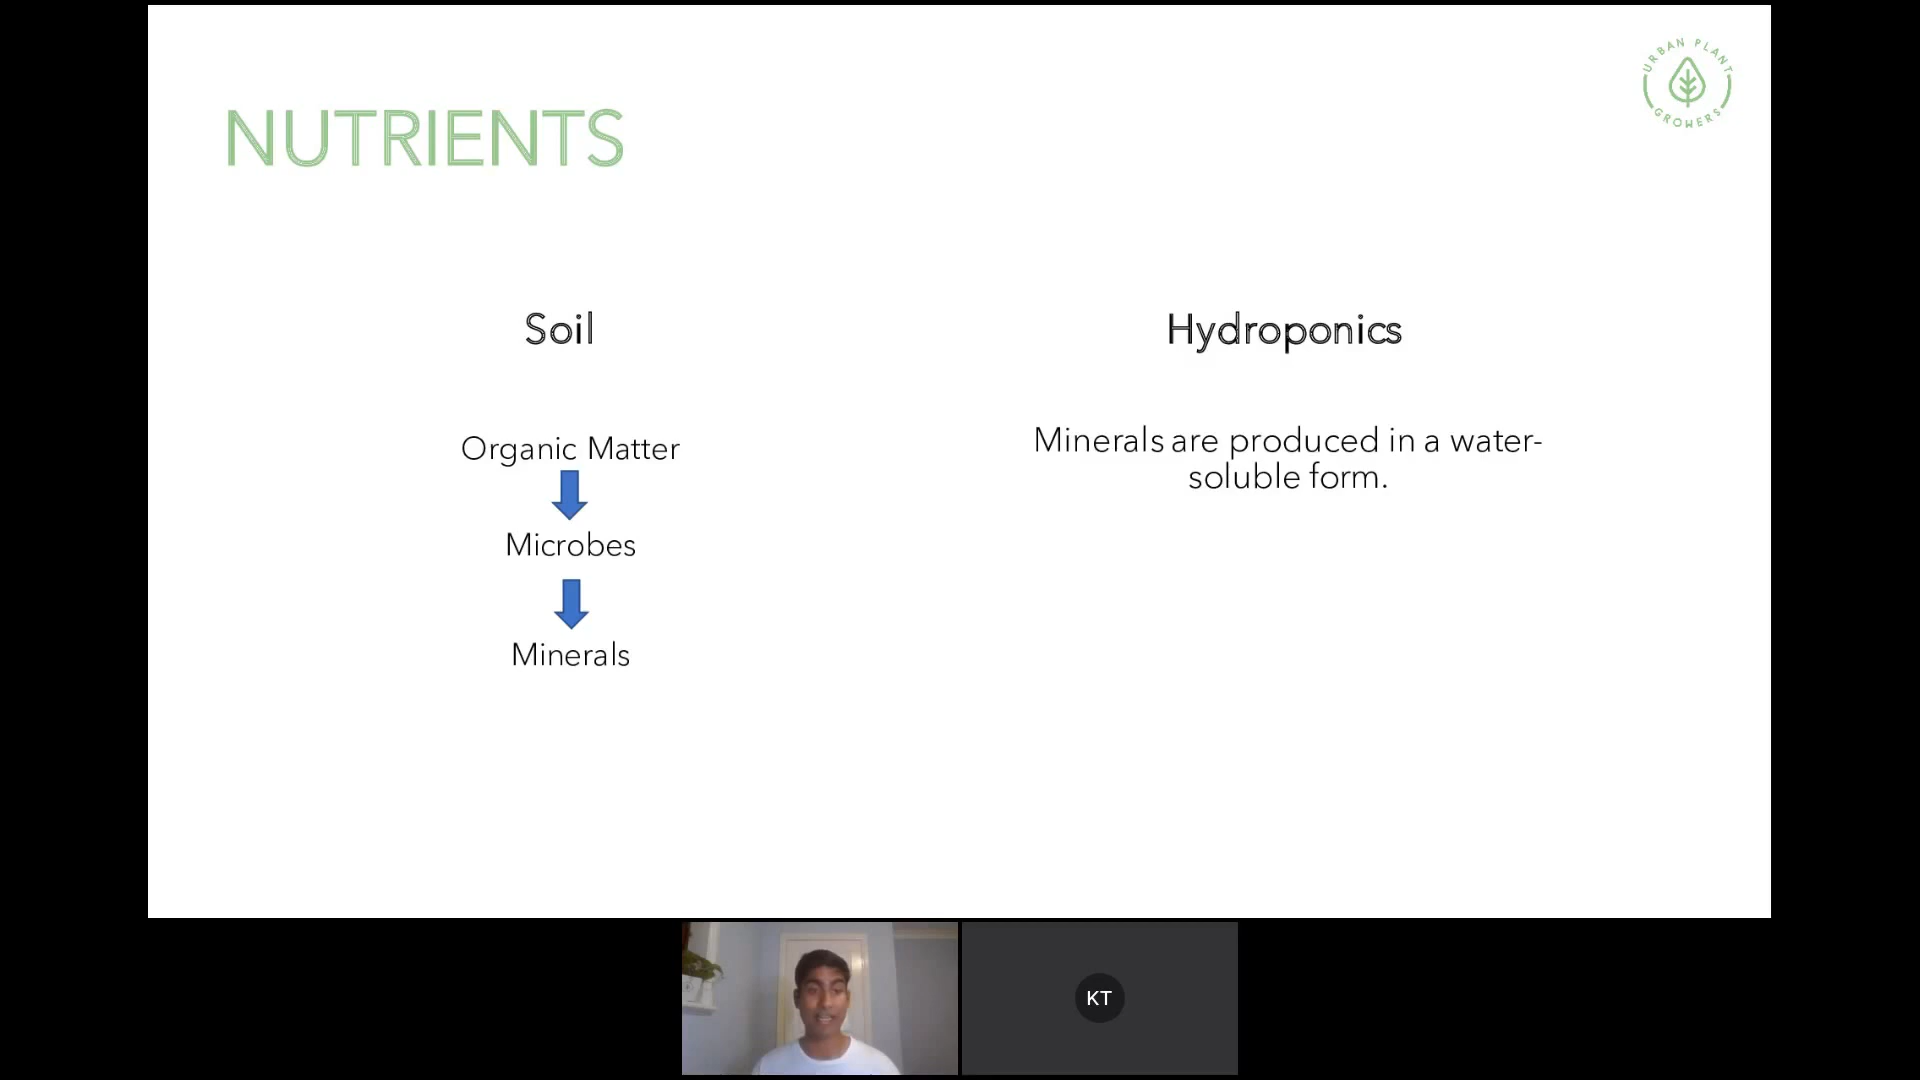 URBAN PLANT
GROWERS
NUTRIENTS
Soil
Hydroponics
Organic Matter
Microbes
Minerals
Minerals are produced in a water-
soluble form.
KT